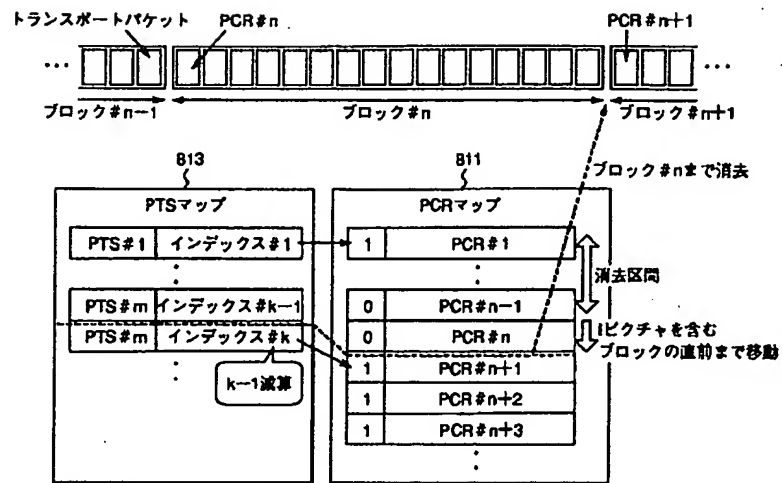 トランスポートパケット
PCR#n
PCR#n+1
・・・
・・・
ブロック#n−1
ブロック#n
ブロック#n+1
ブロック#nまで消去
813
811
PTSマップ
PCRマップ
PTS#1 インデックス#1
1 PCR#1
消去区間
PTS#m インデックス#k−1
0 PCR#n−1
PTS#m インデックス#k
0 PCR#n
Iピクチャを含む
ブロックの直前まで移動
k−1減算
1 PCR#n+1
1 PCR#n+2
1 PCR#n+3